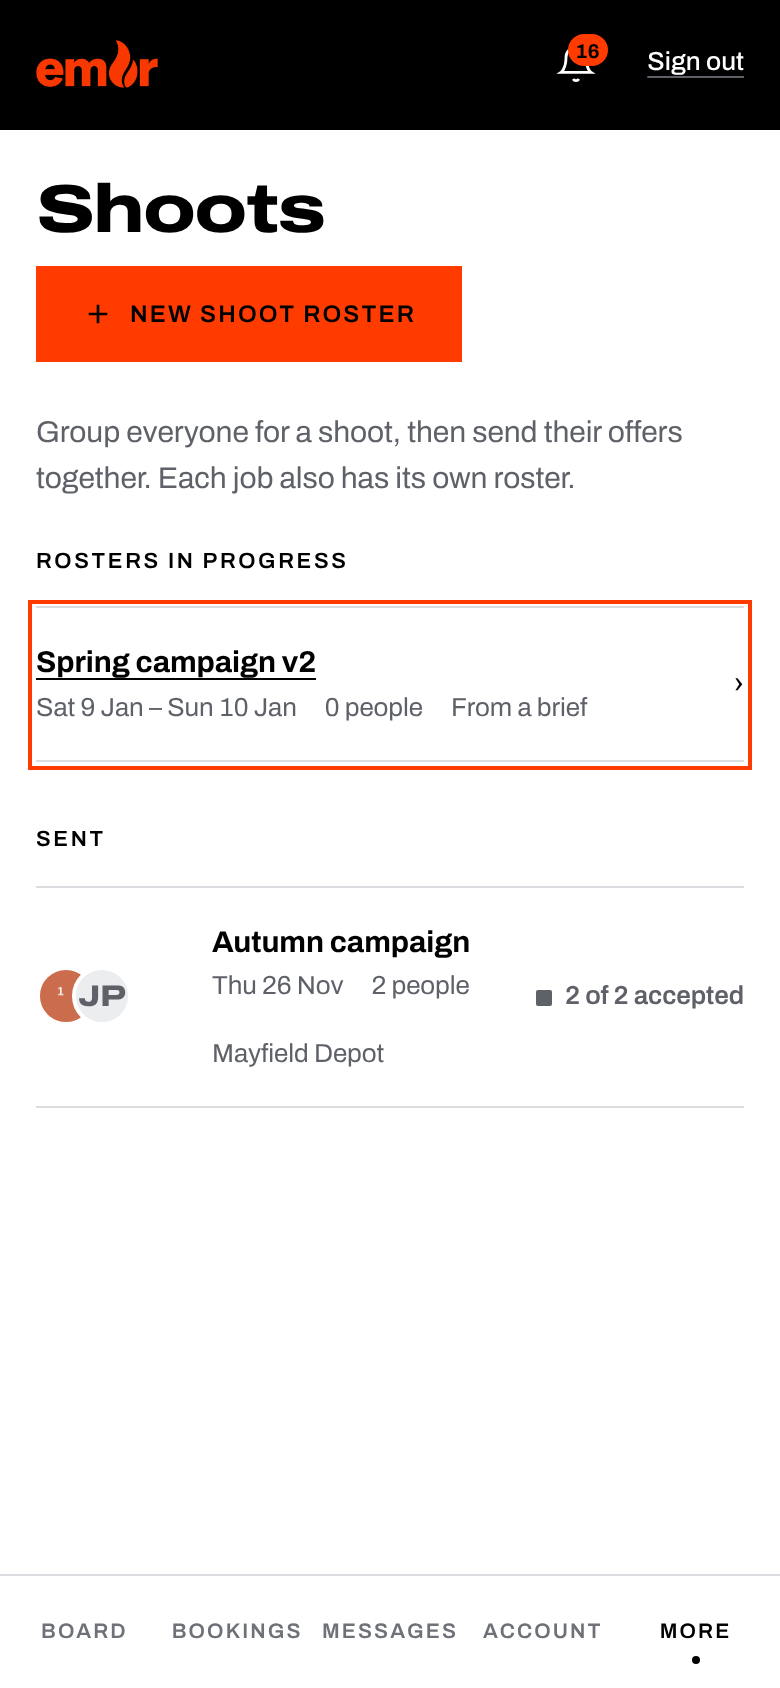 emir
16
Sign out
Shoots
+ NEW SHOOT ROSTER
Group everyone for a shoot, then send their offers
together. Each job also has its own roster.
ROSTERS IN PROGRESS
Spring campaign v2
Sat 9 Jan – Sun 10 Jan 0 people From a brief
›
SENT
Autumn campaign
1 JP Thu 26 Nov 2 people 2 of 2 accepted
Mayfield Depot
BOARD BOOKINGS MESSAGES ACCOUNT MORE